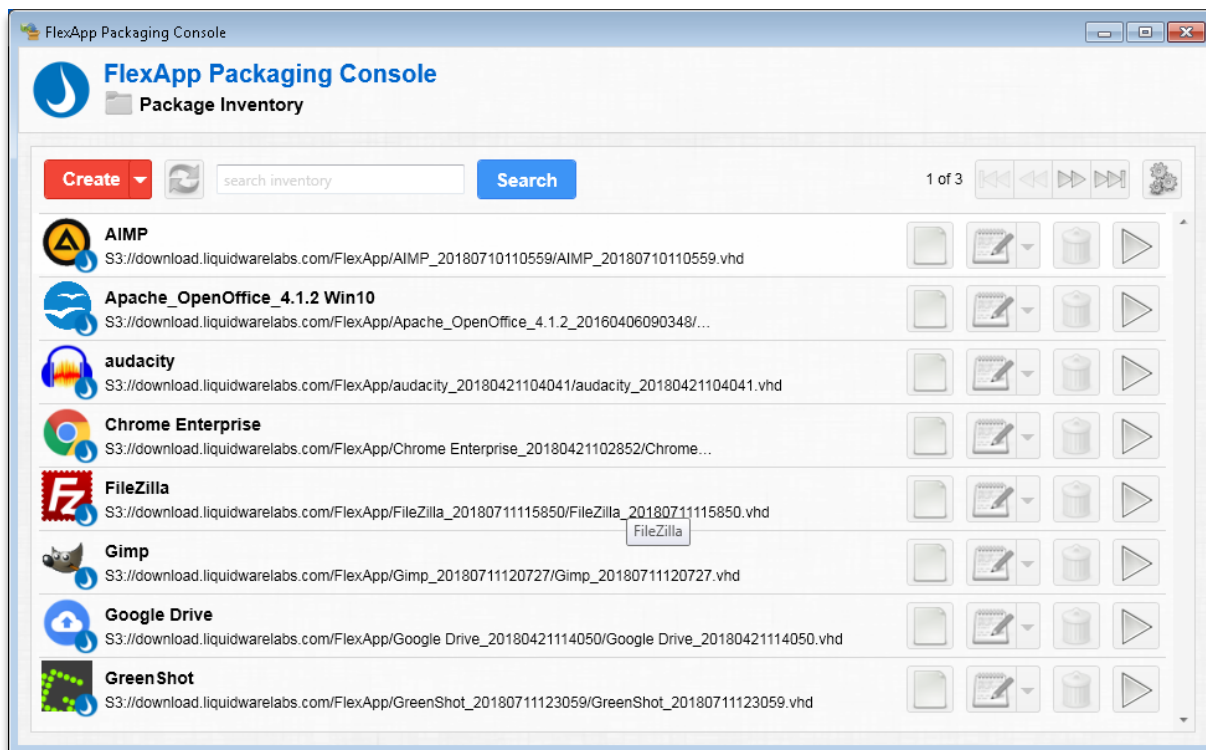 FlexApp Packaging Console
FlexApp Packaging Console
Package Inventory
Create search inventory Search 1 of 3
AIMP
S3://download.liquidwarelabs.com/FlexApp/AIMP_20180710110559/AIMP_20180710110559.vhd
Apache_OpenOffice_4.1.2 Win10
S3://download.liquidwarelabs.com/FlexApp/Apache_OpenOffice_4.1.2_20160406090348/...
audacity
S3://download.liquidwarelabs.com/FlexApp/audacity_20180421104041/audacity_20180421104041.vhd
Chrome Enterprise
S3://download.liquidwarelabs.com/FlexApp/Chrome Enterprise_20180421102852/Chrome...
FileZilla
S3://download.liquidwarelabs.com/FlexApp/FileZilla_20180711115850/FileZilla_20180711115850.vhd
FileZilla
Gimp
S3://download.liquidwarelabs.com/FlexApp/Gimp_20180711120727/Gimp_20180711120727.vhd
Google Drive
S3://download.liquidwarelabs.com/FlexApp/Google Drive_20180421114050/Google Drive_20180421114050.vhd
GreenShot
S3://download.liquidwarelabs.com/FlexApp/GreenShot_20180711123059/GreenShot_20180711123059.vhd